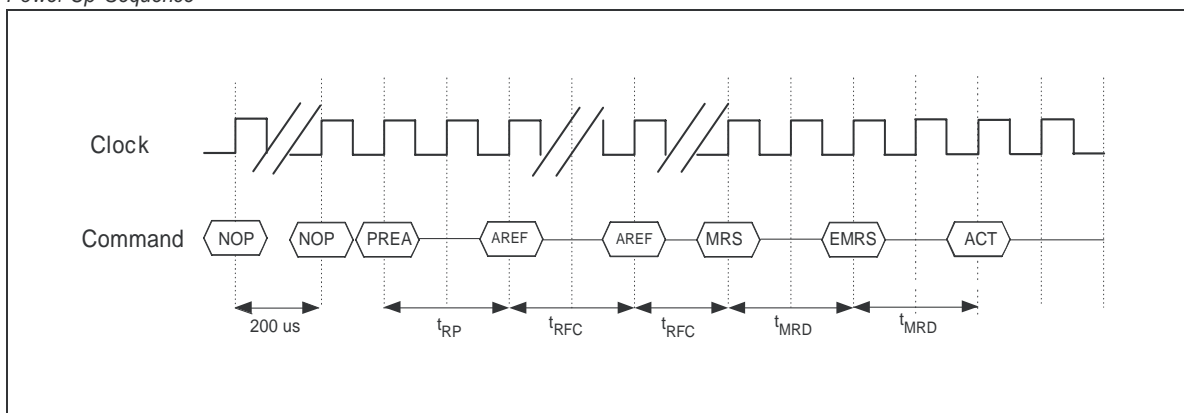 Power Up Sequence
Clock
Command NOP NOP PREA AREF AREF MRS EMRS ACT
200 us tRP tRFC tRFC tMRD tMRD